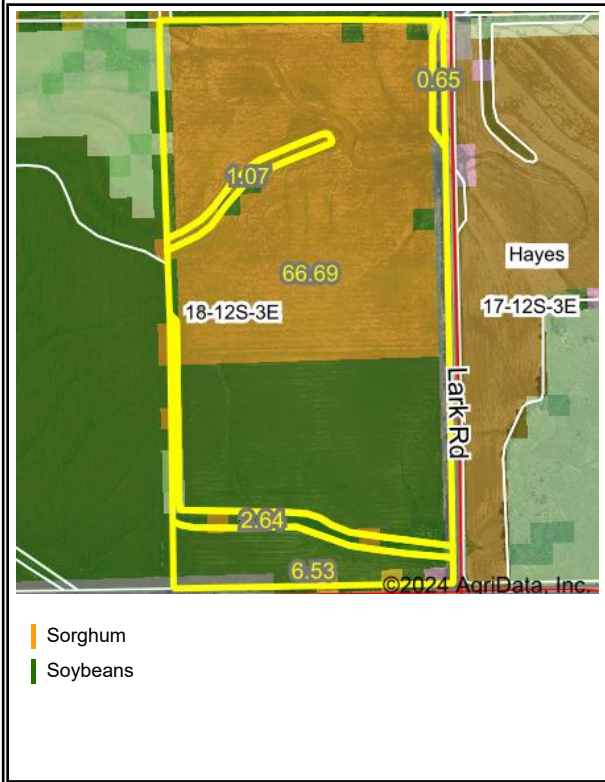 0.65
1.07
66.69
Hayes
18-12S-3E
17-12S-3E
Lark Rd
2.64
6.53
©2024 AgriData, Inc.
Sorghum
Soybeans